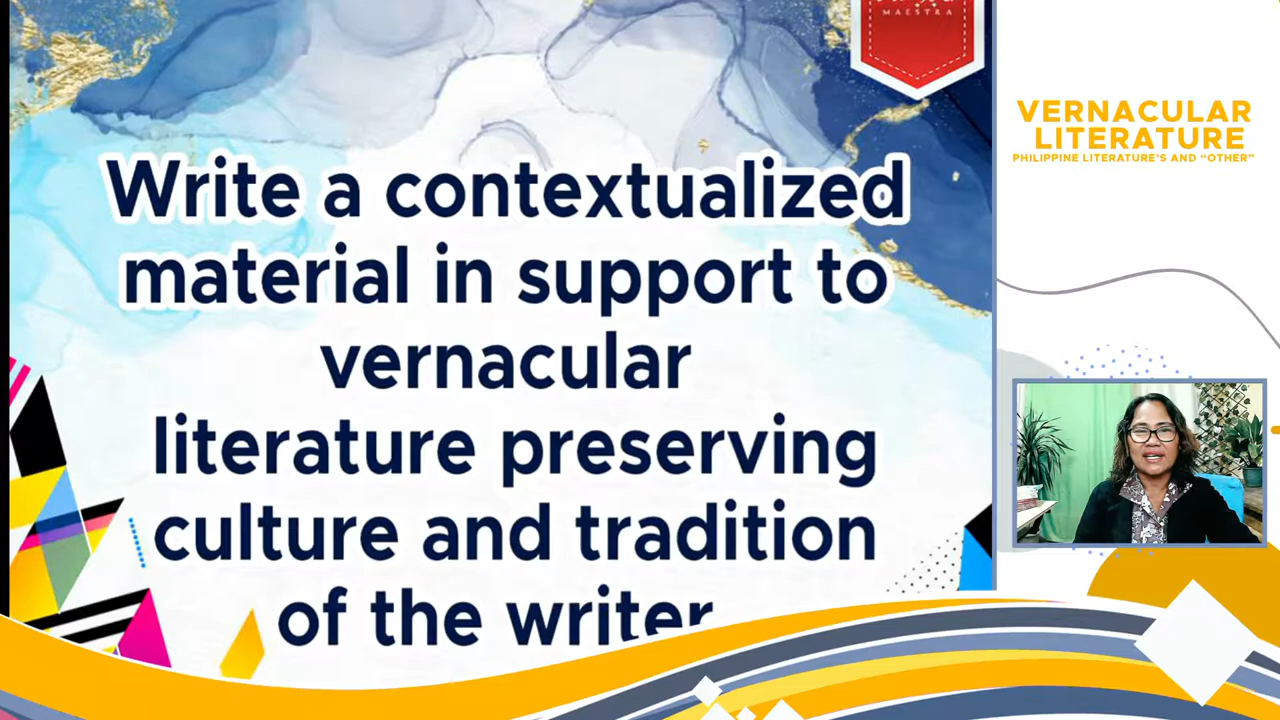 MAESTRA
Write a contextualized
material in support to
vernacular
literature preserving
culture and tradition
of the writer
VERNACULAR
LITERATURE
PHILIPPINE LITERATURE'S AND “OTHER”